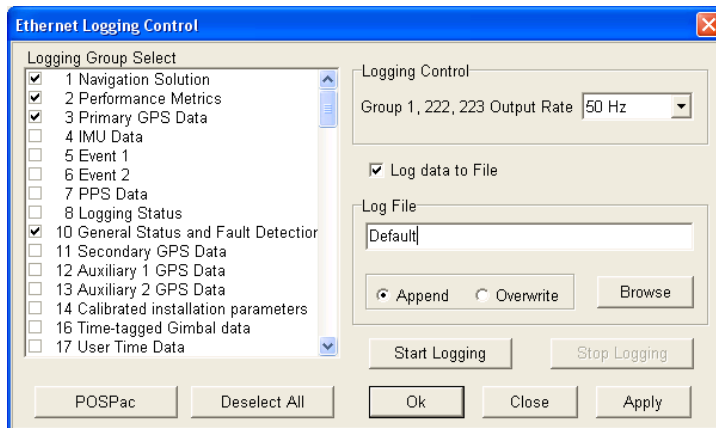 Ethernet Logging Control
Logging Group Select
1 Navigation Solution
2 Performance Metrics
3 Primary GPS Data
4 IMU Data
5 Event 1
6 Event 2
7 PPS Data
8 Logging Status
10 General Status and Fault Detection
11 Secondary GPS Data
12 Auxiliary 1 GPS Data
13 Auxiliary 2 GPS Data
14 Calibrated installation parameters
16 Time-tagged Gimbal data
17 User Time Data
POSPac
Deselect All
Logging Control
Group 1, 222, 223 Output Rate
50 Hz
Log data to File
Log File
Default
Append
Overwrite
Browse
Start Logging
Stop Logging
Ok
Close
Apply